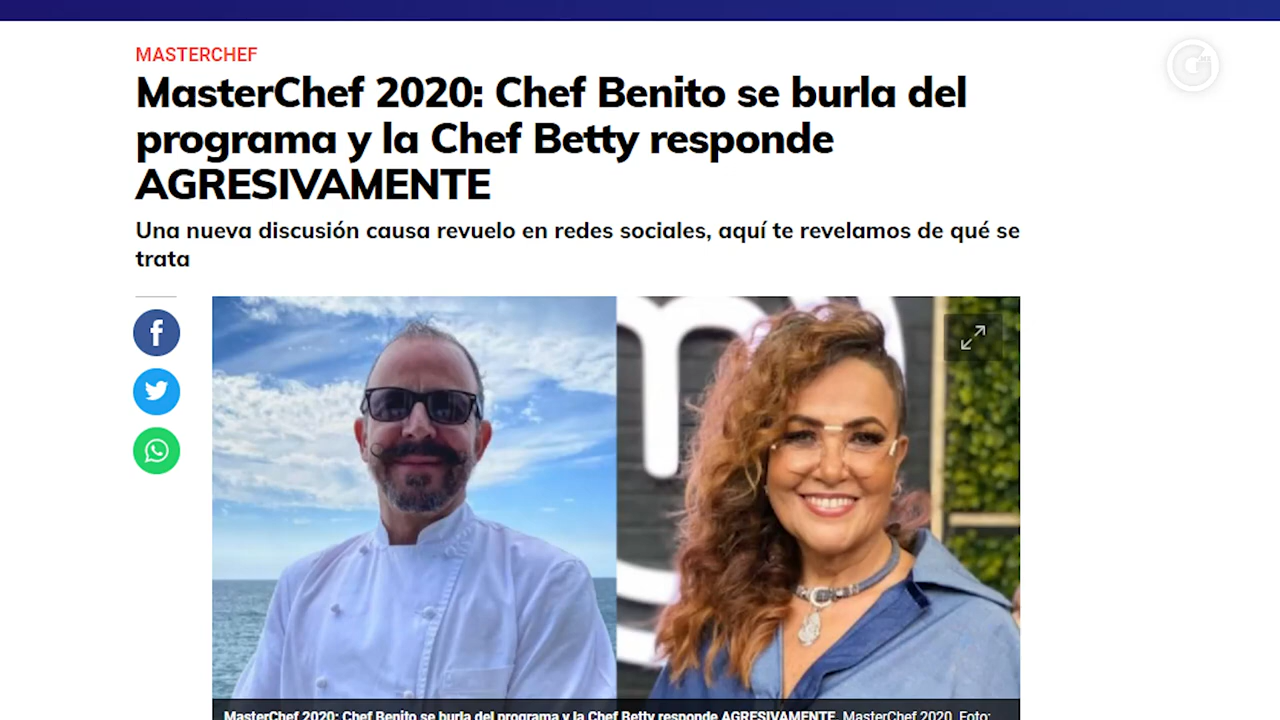 MASTERCHEF
MasterChef 2020: Chef Benito se burla del
programa y la Chef Betty responde
AGRESIVAMENTE
Una nueva discusión causa revuelo en redes sociales, aquí te revelamos de qué se
trata
MasterChef 2020: Chef Benito se burla del programa y la Chef Betty responde AGRESIVAMENTE. MasterChef 2020. Foto: